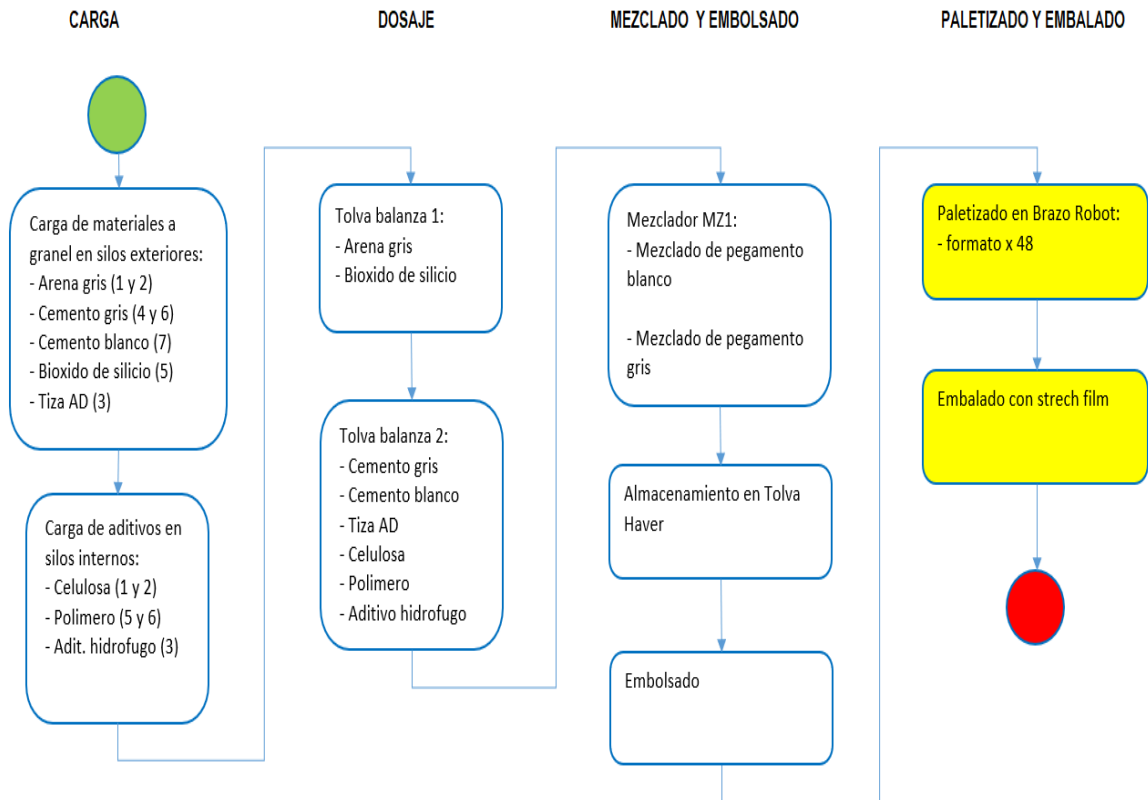 CARGA
Carga de materiales a
granel en silos exteriores:
- Arena gris (1 y 2)
- Cemento gris (4 y 6)
- Cemento blanco (7)
- Bioxido de silicio (5)
- Tiza AD (3)
Carga de aditivos en
silos internos:
- Celulosa (1 y 2)
- Polimero (5 y 6)
- Adit. hidrofugo (3)
DOSAJE
Tolva balanza 1:
- Arena gris
- Bioxido de silicio
Tolva balanza 2:
- Cemento gris
- Cemento blanco
- Tiza AD
- Celulosa
- Polimero
- Aditivo hidrofugo
MEZCLADO Y EMBOLSADO
Mezclador MZ1:
- Mezclado de pegamento
blanco
- Mezclado de pegamento
gris
Almacenamiento en Tolva
Haver
Embolsado
PALETIZADO Y EMBALADO
Paletizado en Brazo Robot:
- formato x 48
Embalado con strech film